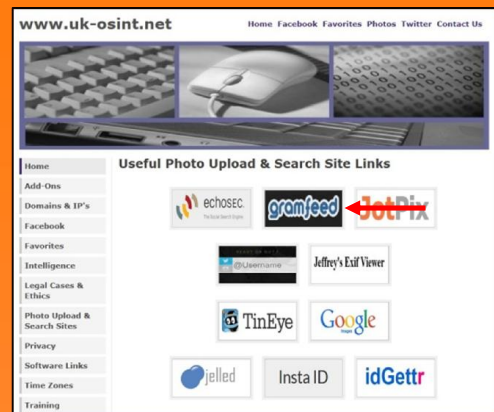 www.uk-osint.net
Home Facebook Favorites Photos Twitter Contact Us
Home
Add-Ons
Domains & IP's
Facebook
Favorites
Intelligence
Legal Cases &
Ethics
Photo Upload &
Search Sites
Privacy
Software Links
Time Zones
Training
Useful Photo Upload & Search Site Links
echosec.
The Social Search Engine
gramfeed
JotPix
@Username
Jeffrey's Exif Viewer
TinEye
Google
jelled
Insta ID
idGettr